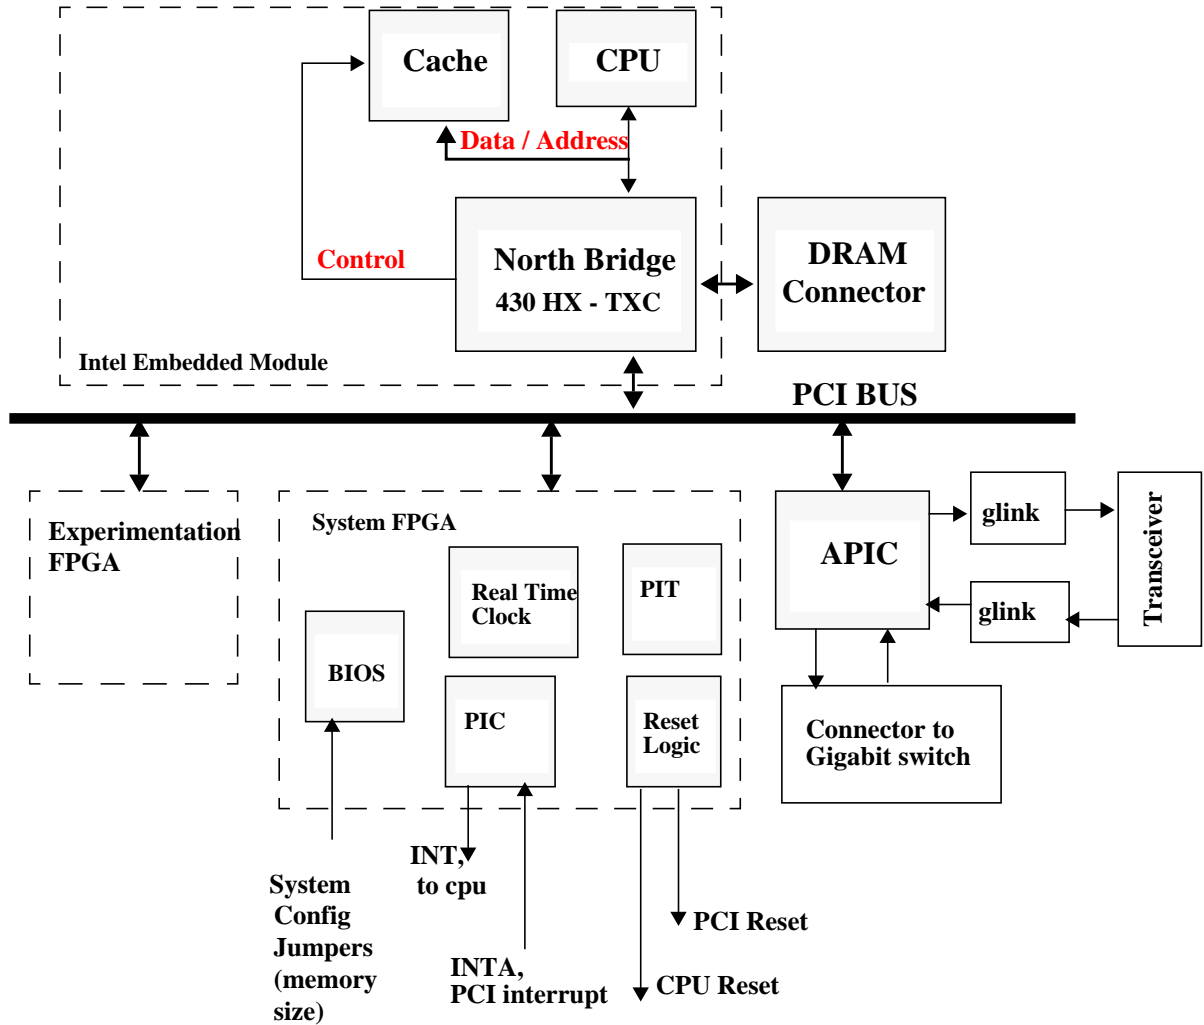 Cache
CPU
Data / Address
Control
North Bridge
430 HX - TXC
DRAM
Connector
Intel Embedded Module
PCI BUS
Experimentation
FPGA
System FPGA
Real Time
Clock
PIT
BIOS
PIC
Reset
Logic
APIC
glink
glink
Transceiver
Connector to
Gigabit switch
INT,
to cpu
System
Config
Jumpers
(memory
size)
INTA,
PCI interrupt
PCI Reset
CPU Reset